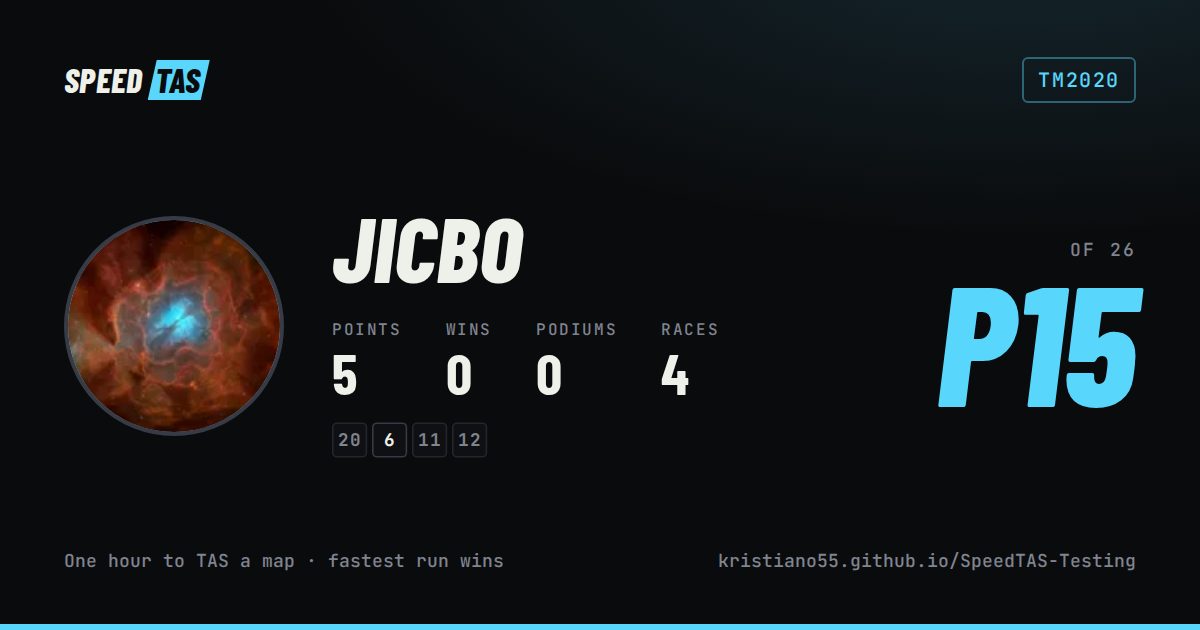 SPEED TAS
TM2020
JICBO
OF 26
P15
POINTS WINS PODIUMS RACES
5 0 0 4
20 6 11 12
One hour to TAS a map · fastest run wins
kristiano55.github.io/SpeedTAS-Testing